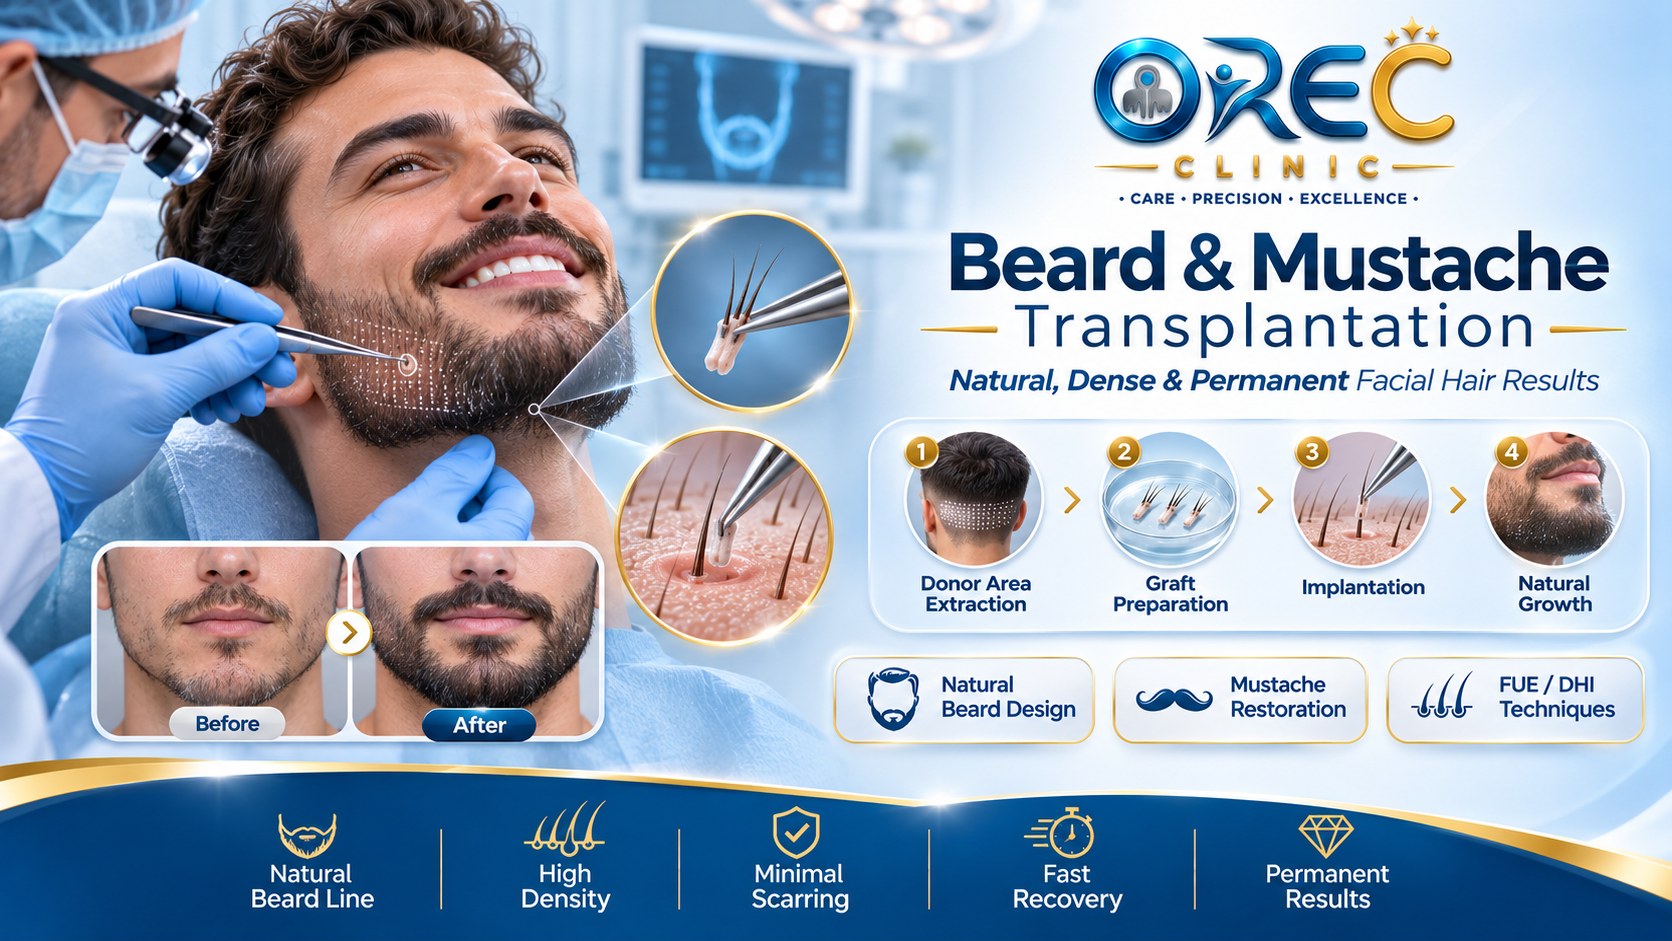 OREC
CLINIC
• CARE • PRECISION • EXCELLENCE •
Beard & Mustache
Transplantation
Natural, Dense & Permanent Facial Hair Results
1
2
3
4
Donor Area
Extraction
Graft
Preparation
Implantation
Natural
Growth
Before
After
Natural
Beard Design
Mustache
Restoration
FUE / DHI
Techniques
Natural
Beard Line
High
Density
Minimal
Scarring
Fast
Recovery
Permanent
Results